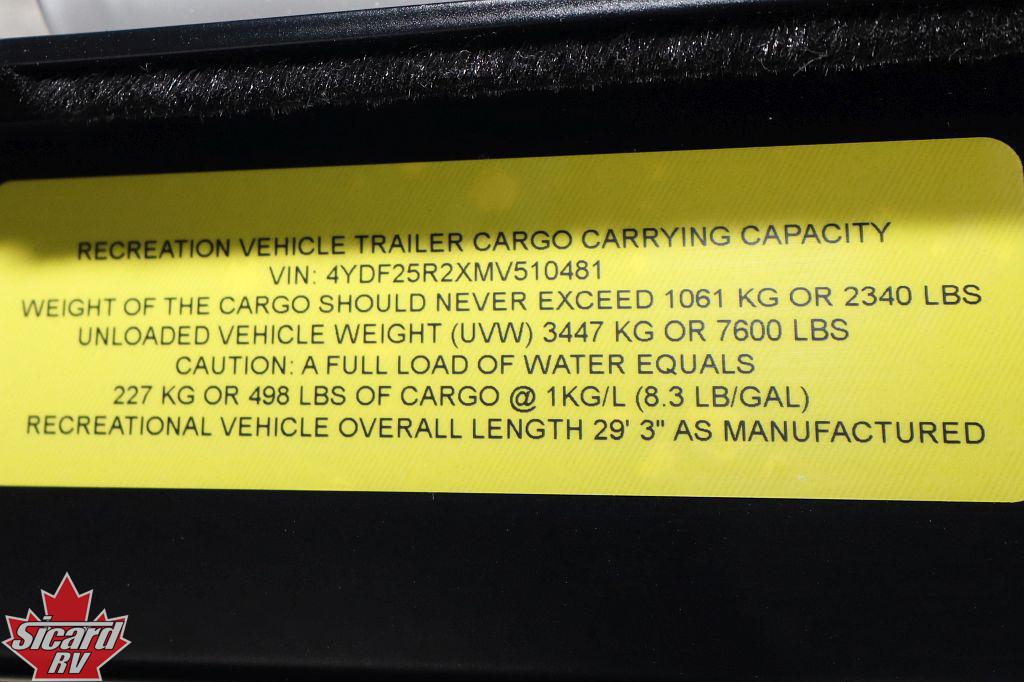 RECREATION VEHICLE TRAILER CARGO CARRYING CAPACITY
VIN: 4YDF25R2XMV510481
WEIGHT OF THE CARGO SHOULD NEVER EXCEED 1061 KG OR 2340 LBS
UNLOADED VEHICLE WEIGHT (UVW) 3447 KG OR 7600 LBS
CAUTION: A FULL LOAD OF WATER EQUALS
227 KG OR 498 LBS OF CARGO @ 1KG/L (8.3 LB/GAL)
RECREATIONAL VEHICLE OVERALL LENGTH 29' 3" AS MANUFACTURED
Sicard
RV